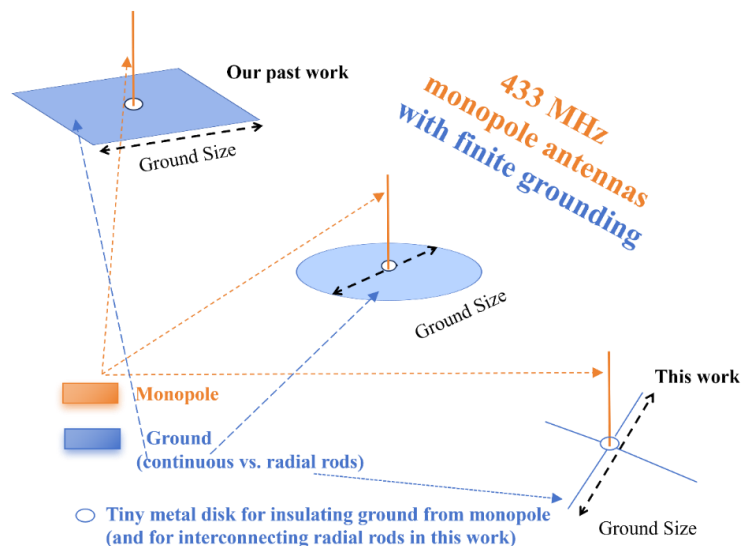 Our past work
Ground Size
433 MHz
monopole antennas
with finite grounding
Ground Size
This work
Monopole
Ground
(continuous vs. radial rods)
Tiny metal disk for insulating ground from monopole
(and for interconnecting radial rods in this work)
Ground Size